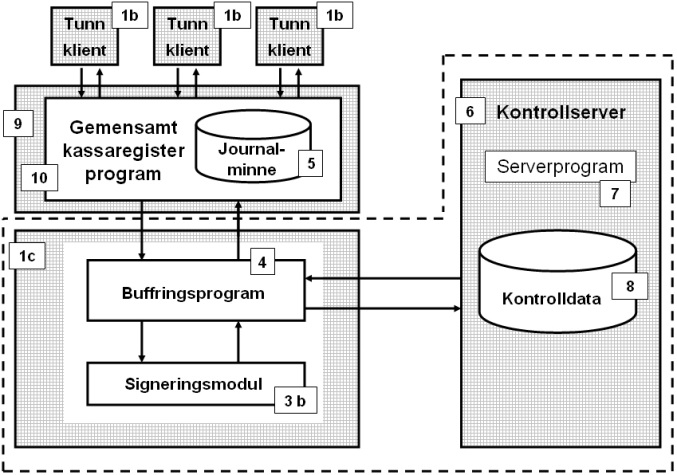 1b
Tunn
klient
1b
Tunn
klient
1b
Tunn
klient
9
Gemensamt
kassaregister
program
10
Journal-
minne
5
6
Kontrollserver
Serverprogram
7
Kontrolldata
8
1c
4
Buffringsprogram
Signeringsmodul
3 b